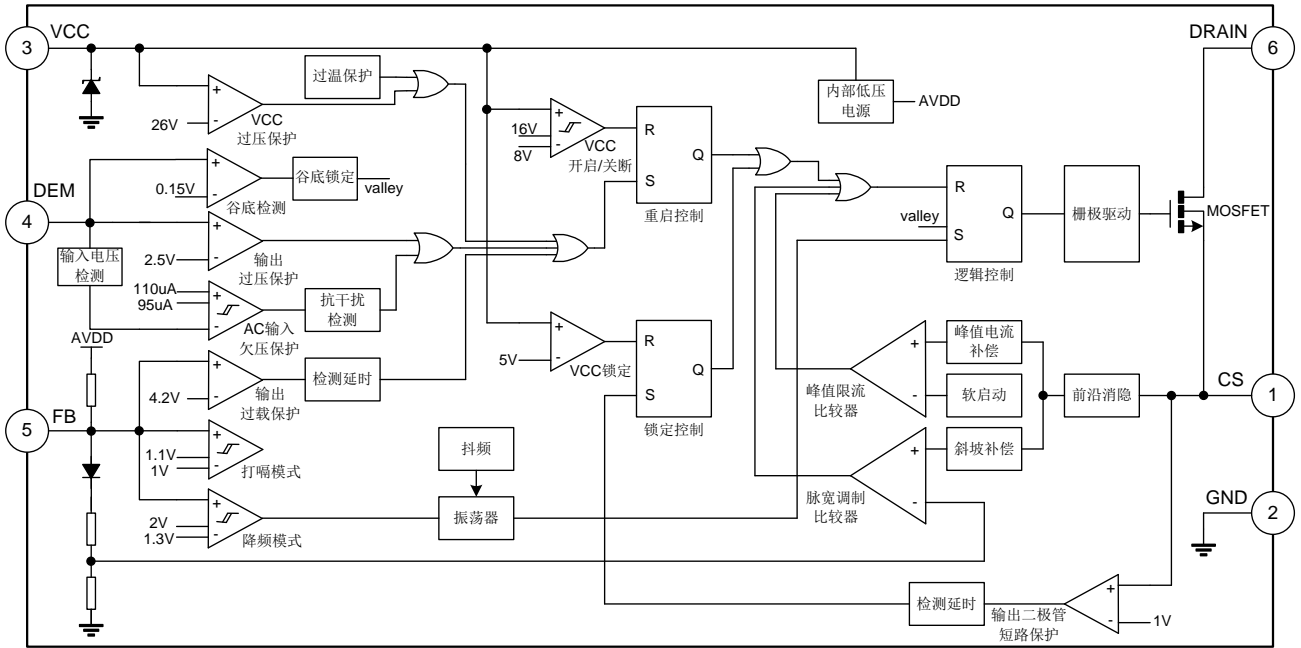 3
VCC
DRAIN
6
过温保护
内部低压
电源
AVDD
+
26V
-
VCC
过压保护
16V
8V
+
-
VCC
开启/关断
R
Q
S
重启控制
DEM
4
+
0.15V
-
谷底检测
谷底锁定
valley
valley
R
Q
S
逻辑控制
栅极驱动
MOSFET
输入电压
检测
+
2.5V
-
输出
过压保护
110uA
95uA
+
-
AC输入
欠压保护
抗干扰
检测
AVDD
+
4.2V
-
输出
过载保护
检测延时
+
5V
-
VCC锁定
R
Q
S
锁定控制
+
-
峰值限流
比较器
峰值电流
补偿
软启动
前沿消隐
CS
1
FB
5
+
1.1V
1V
-
打嗝模式
抖频
+
-
脉宽调制
比较器
斜坡补偿
+
2V
1.3V
-
降频模式
振荡器
GND
2
检测延时
+
-
1V
输出二极管
短路保护